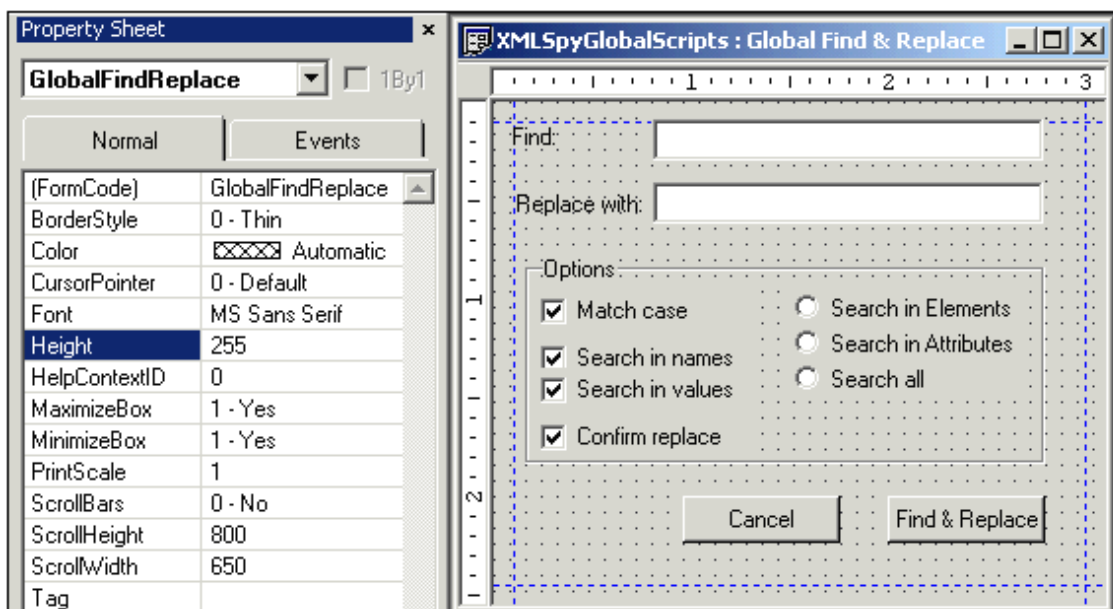 Property Sheet
GlobalFindReplace
1By1
Normal
Events
(FormCode) GlobalFindReplace
BorderStyle 0 - Thin
Color Automatic
CursorPointer 0 - Default
Font MS Sans Serif
Height 255
HelpContextID 0
MaximizeBox 1 - Yes
MinimizeBox 1 - Yes
PrintScale 1
ScrollBars 0 - No
ScrollHeight 800
ScrollWidth 650
Tag
XMLSpyGlobalScripts : Global Find & Replace
1 2 3
1
2
Find:
Replace with:
Options
Match case
Search in names
Search in values
Confirm replace
Search in Elements
Search in Attributes
Search all
Cancel
Find & Replace